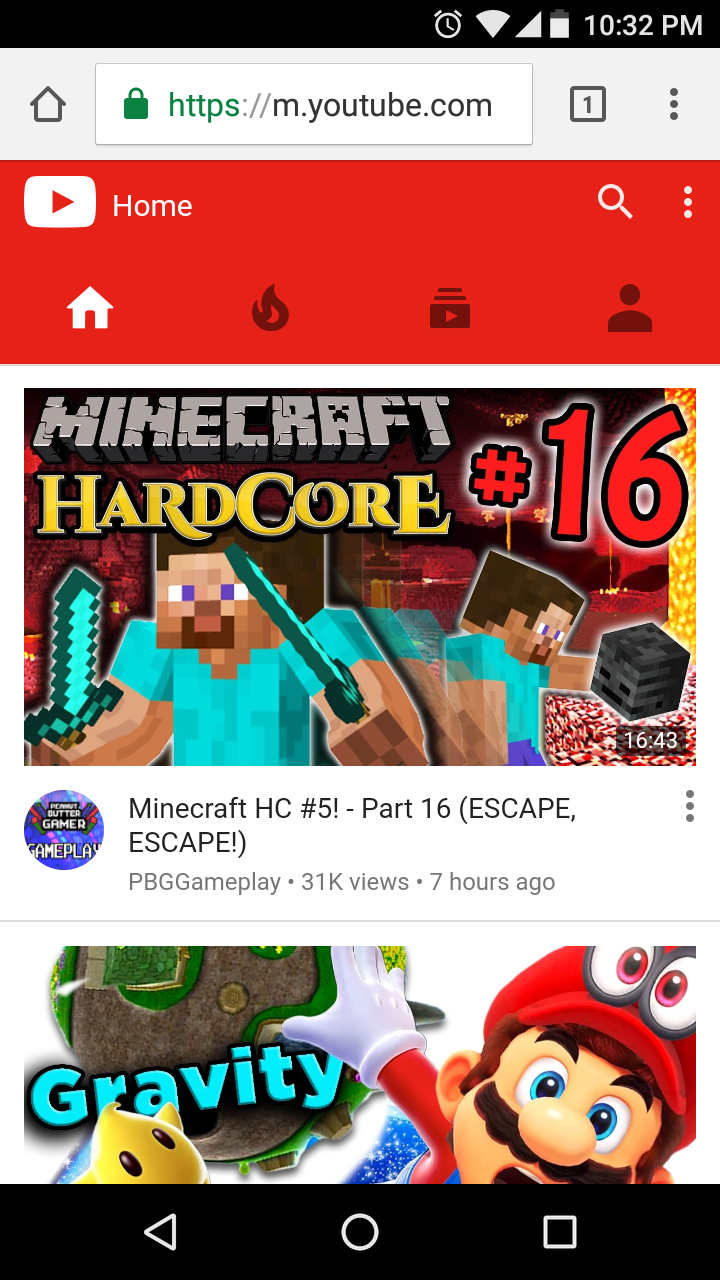 10:32 PM
https://m.youtube.com
1
Home
MINECRAFT
HARDCORE
#16
16:43
PEANUT
BUTTER
GAMER
GAMEPLAY
Minecraft HC #5! - Part 16 (ESCAPE,
ESCAPE!)
PBGGameplay • 31K views • 7 hours ago
Gravity